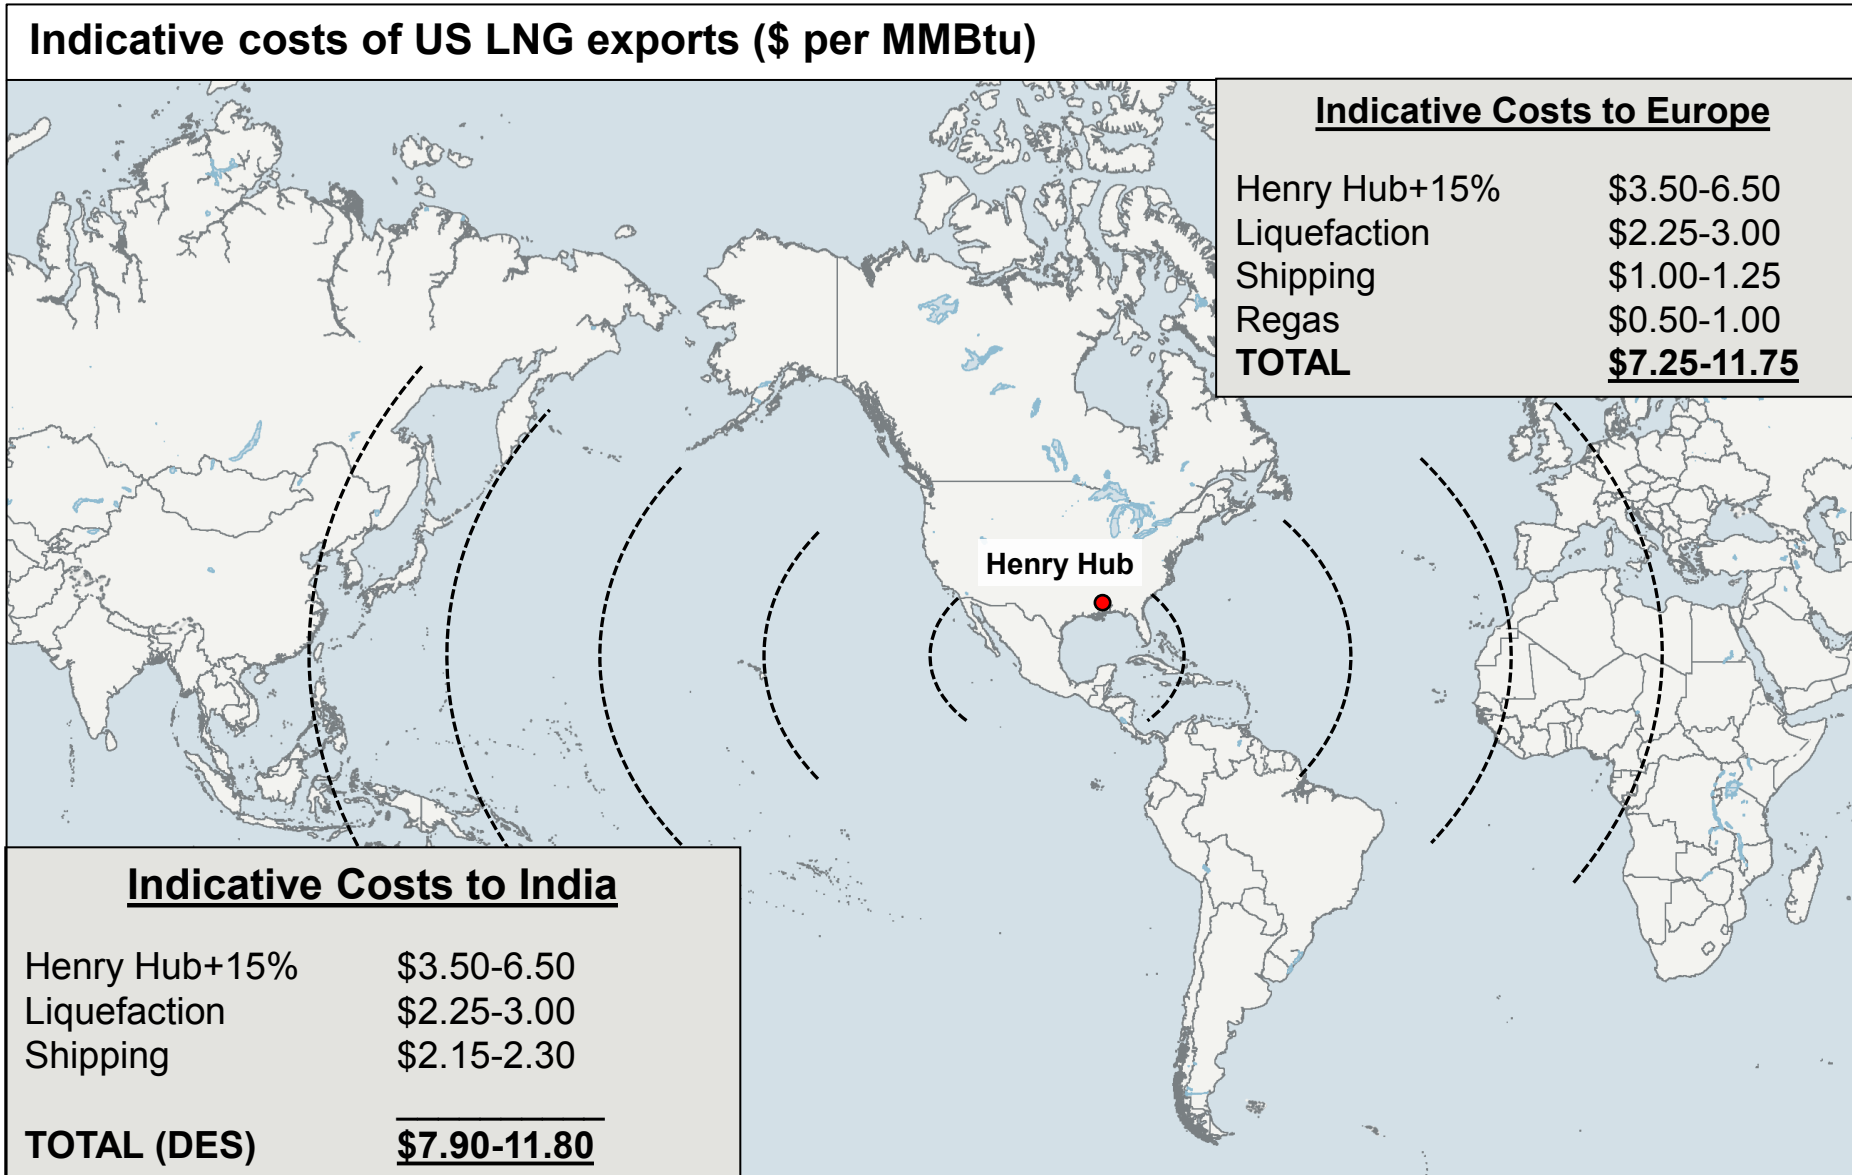 Indicative costs of US LNG exports ($ per MMBtu)
Indicative Costs to Europe
Henry Hub+15% $3.50-6.50
Liquefaction $2.25-3.00
Shipping $1.00-1.25
Regas $0.50-1.00
TOTAL $7.25-11.75
Henry Hub
Indicative Costs to India
Henry Hub+15% $3.50-6.50
Liquefaction $2.25-3.00
Shipping $2.15-2.30
TOTAL (DES) $7.90-11.80